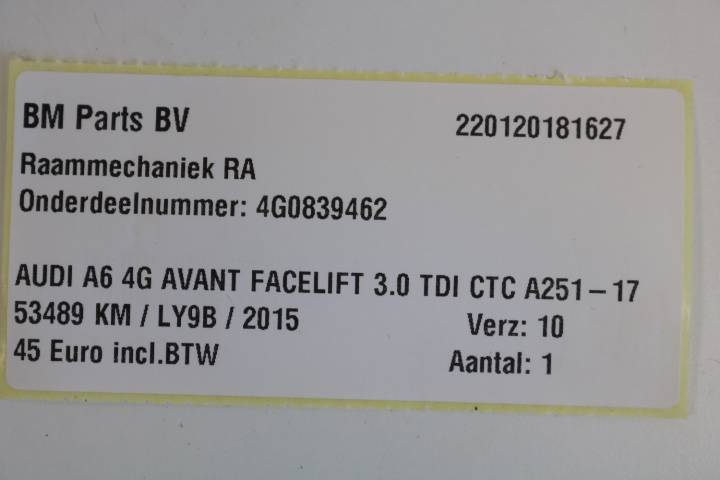 BM Parts BV 220120181627
Raammechaniek RA
Onderdeelnummer: 4G0839462
AUDI A6 4G AVANT FACELIFT 3.0 TDI CTC A251-17
53489 KM / LY9B / 2015 Verz: 10
45 Euro incl.BTW Aantal: 1